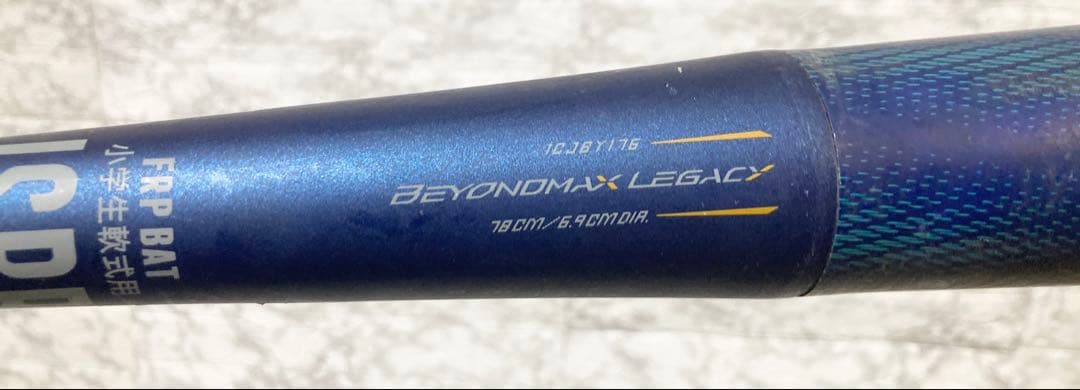 1CJBY176
BEYONDMAX LEGACY
78CM/6.9CM DIA.
FRP BAT
小学生軟式用